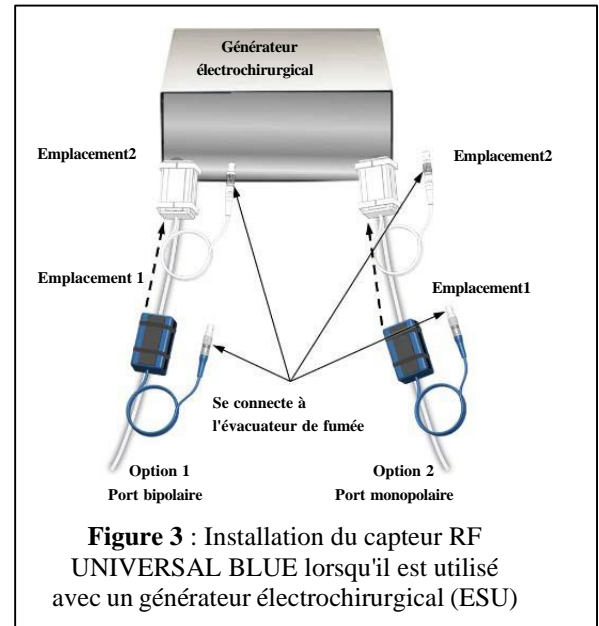 Générateur
électrochirurgical
Emplacement2
Emplacement2
Emplacement 1
Emplacement1
Se connecte à
l'évacuateur de fumée
Option 1
Port bipolaire
Option 2
Port monopolaire
Figure 3 : Installation du capteur RF
UNIVERSAL BLUE lorsqu'il est utilisé
avec un générateur électrochirurgical (ESU)